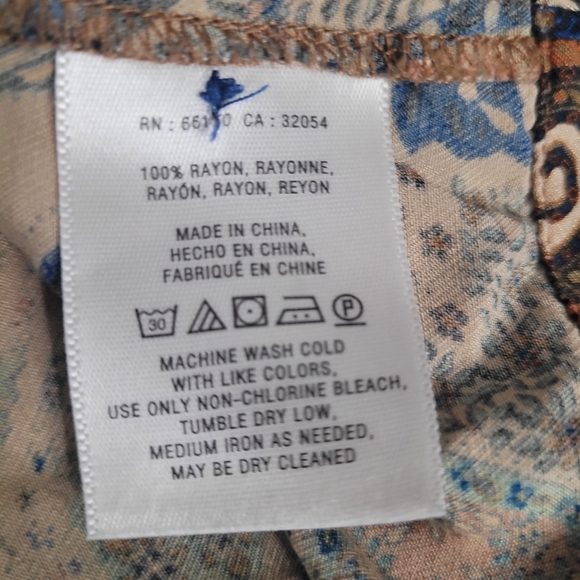 RN : CA : 32054
100% RAYON, RAYONNE,
RAYÓN, RAYON, REYON
MADE IN CHINA,
HECHO EN CHINA,
FABRIQUÉ EN CHINE
30 P
MACHINE WASH COLD
WITH LIKE COLORS,
USE ONLY NON-CHLORINE BLEACH,
TUMBLE DRY LOW,
MEDIUM IRON AS NEEDED,
MAY BE DRY CLEANED